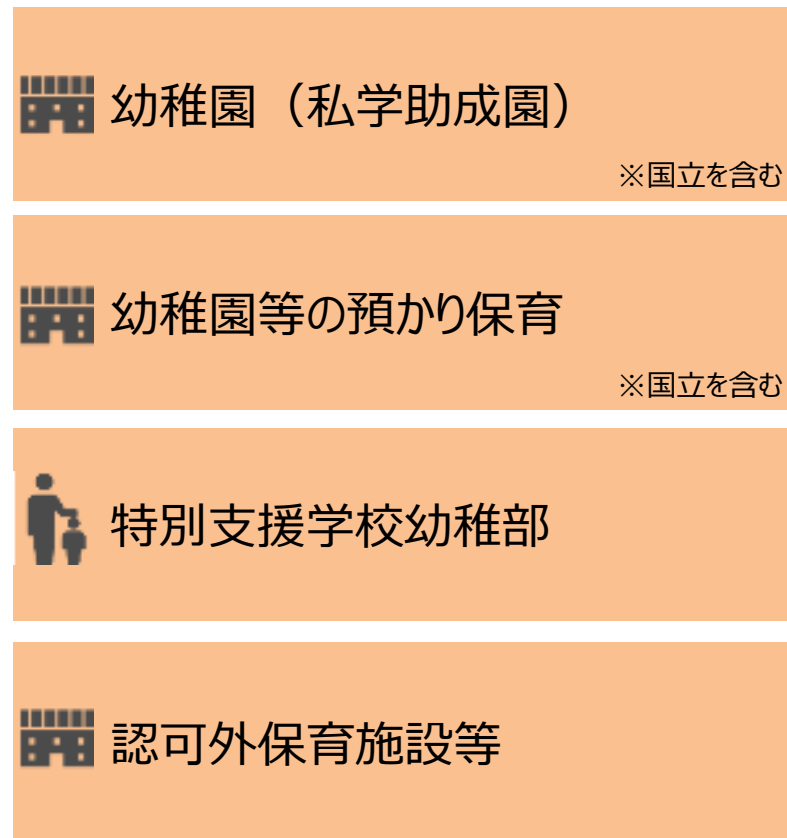 幼稚園（私学助成園）
※国立を含む
幼稚園等の預かり保育
※国立を含む
特別支援学校幼稚部
認可外保育施設等